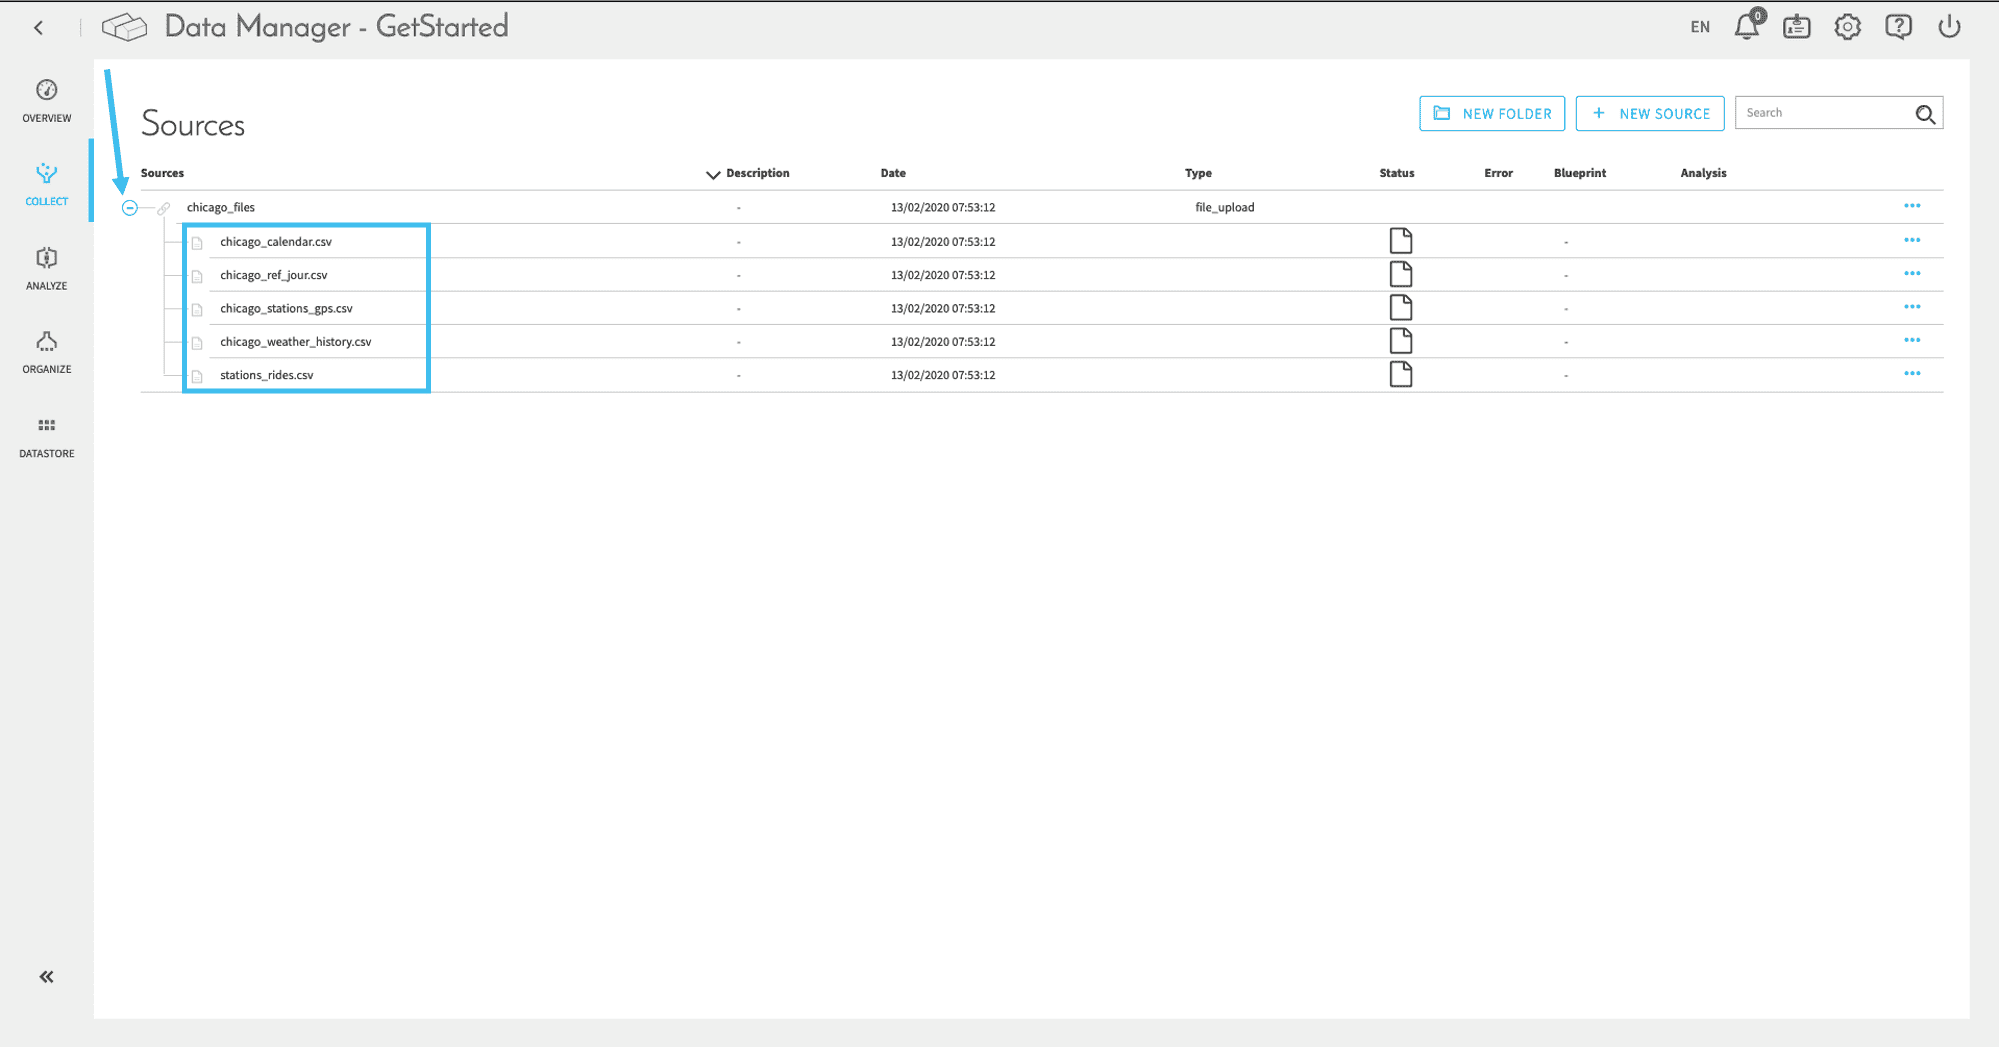 Data Manager - GetStarted
EN
0
OVERVIEW
COLLECT
ANALYZE
ORGANIZE
DATASTORE
Sources
NEW FOLDER
+ NEW SOURCE
Search
Sources Description Date Type Status Error Blueprint Analysis
chicago_files - 13/02/2020 07:53:12 file_upload
chicago_calendar.csv - 13/02/2020 07:53:12 -
chicago_ref_jour.csv - 13/02/2020 07:53:12 -
chicago_stations_gps.csv - 13/02/2020 07:53:12 -
chicago_weather_history.csv - 13/02/2020 07:53:12 -
stations_rides.csv - 13/02/2020 07:53:12 -